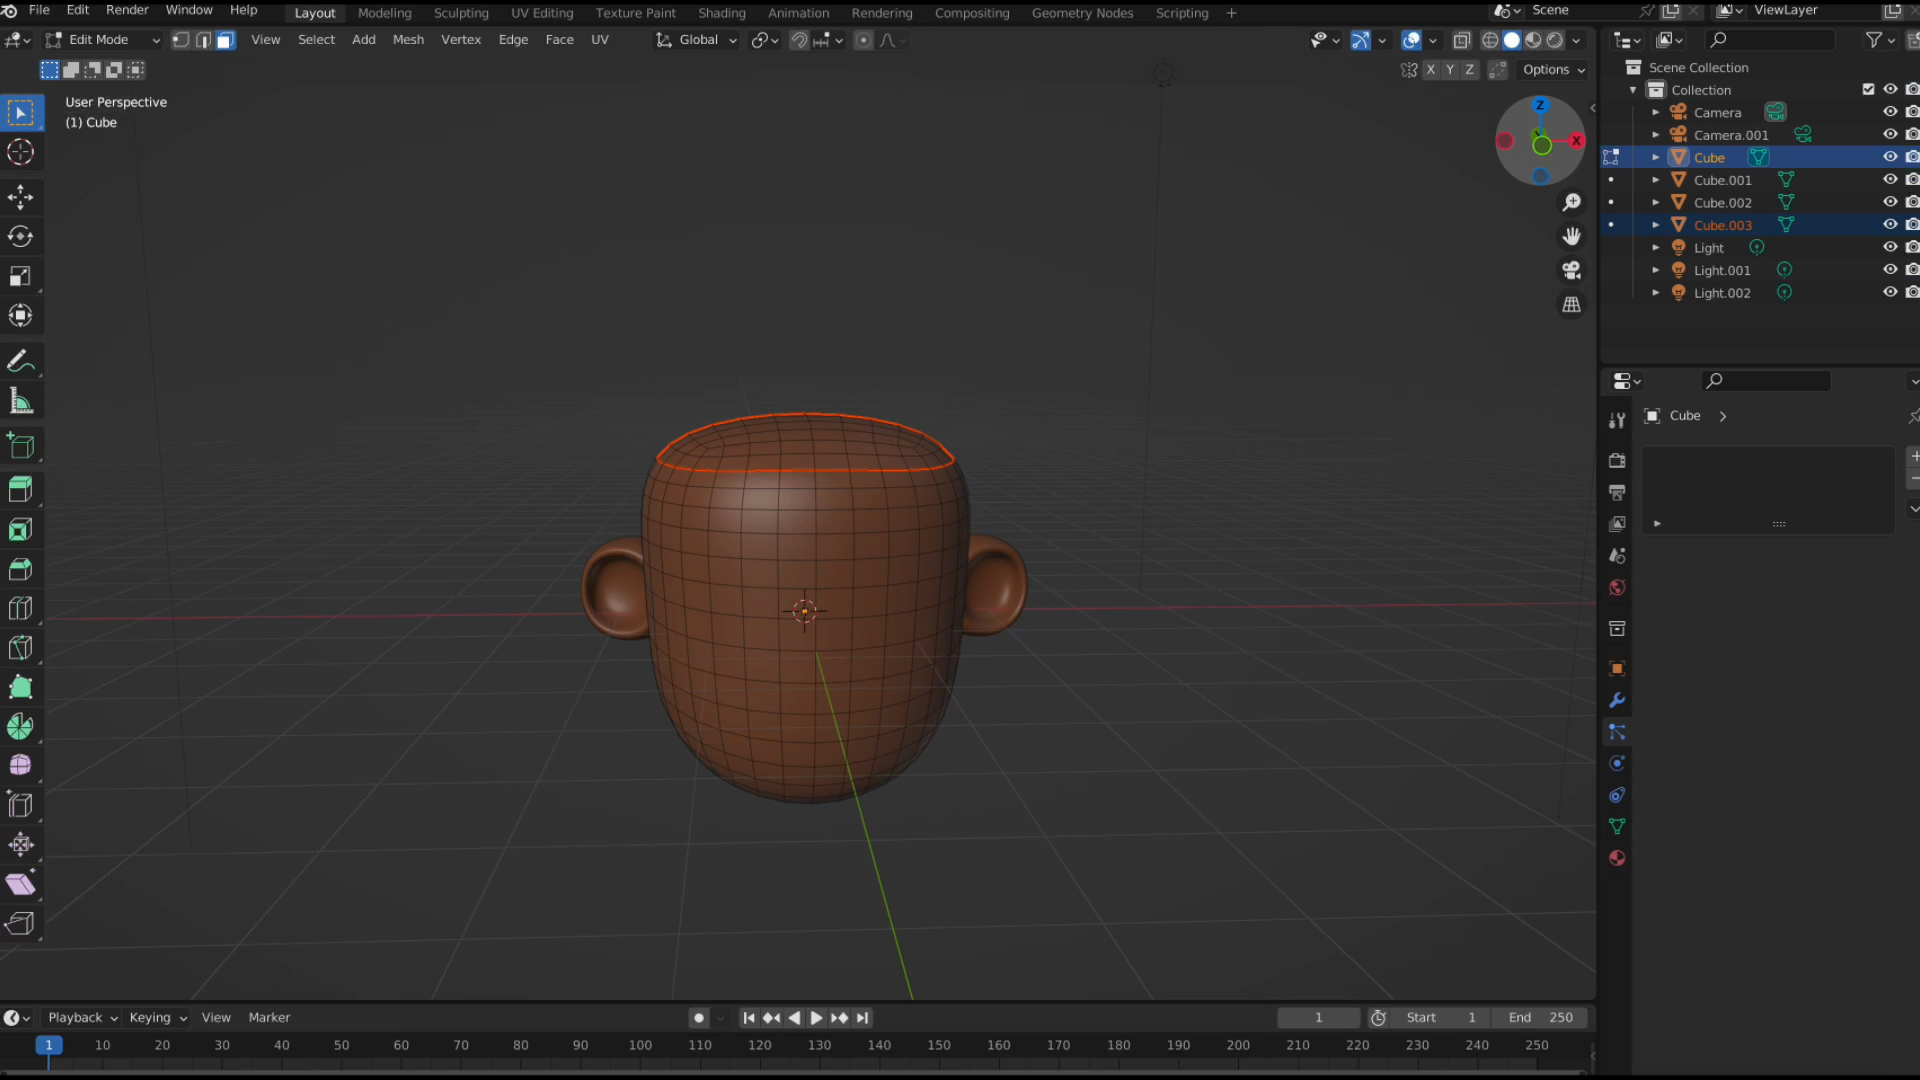 File Edit Render Window Help Layout Modeling Sculpting UV Editing Texture Paint Shading Animation Rendering Compositing Geometry Nodes Scripting + Scene ViewLayer
Edit Mode View Select Add Mesh Vertex Edge Face UV Global
X Y Z Options
User Perspective
(1) Cube
Z
X
Scene Collection
Collection
Camera
Camera.001
Cube
Cube.001
Cube.002
Cube.003
Light
Light.001
Light.002
Cube
Playback Keying View Marker 1 Start 1 End 250
1 10 20 30 40 50 60 70 80 90 100 110 120 130 140 150 160 170 180 190 200 210 220 230 240 250